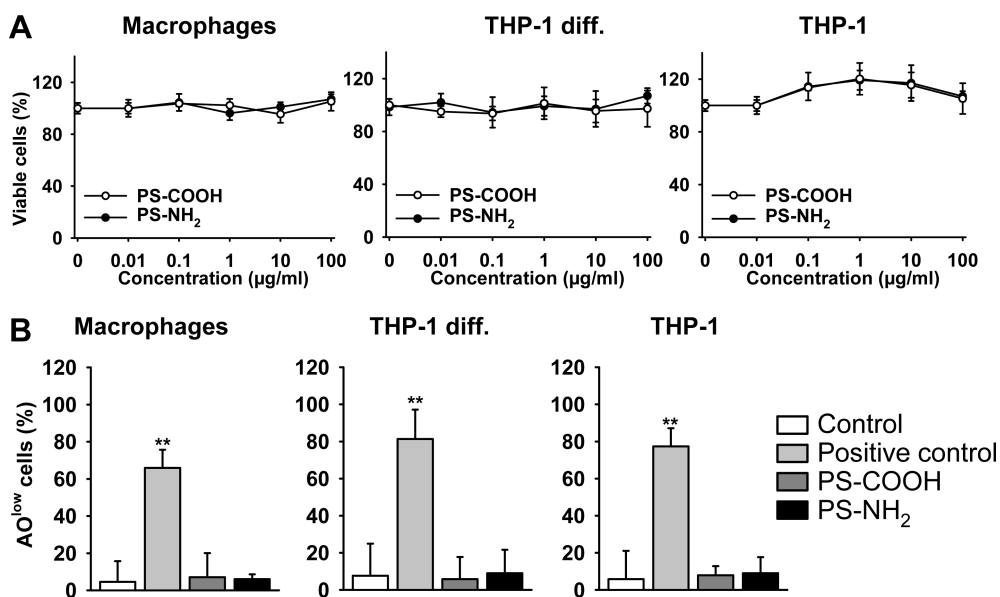 A
Macrophages
THP-1 diff.
THP-1
Viable cells (%)
120
80
40
0
PS-COOH
PS-NH₂
0 0.01 0.1 1 10 100
Concentration (µg/ml)
120
80
40
0
PS-COOH
PS-NH₂
0 0.01 0.1 1 10 100
Concentration (µg/ml)
120
80
40
0
PS-COOH
PS-NH₂
0 0.01 0.1 1 10 100
Concentration (µg/ml)
B
Macrophages
THP-1 diff.
THP-1
AOˡᵒʷ cells (%)
120
100
80
60
40
20
0
**
120
100
80
60
40
20
0
**
120
100
80
60
40
20
0
**
Control
Positive control
PS-COOH
PS-NH₂